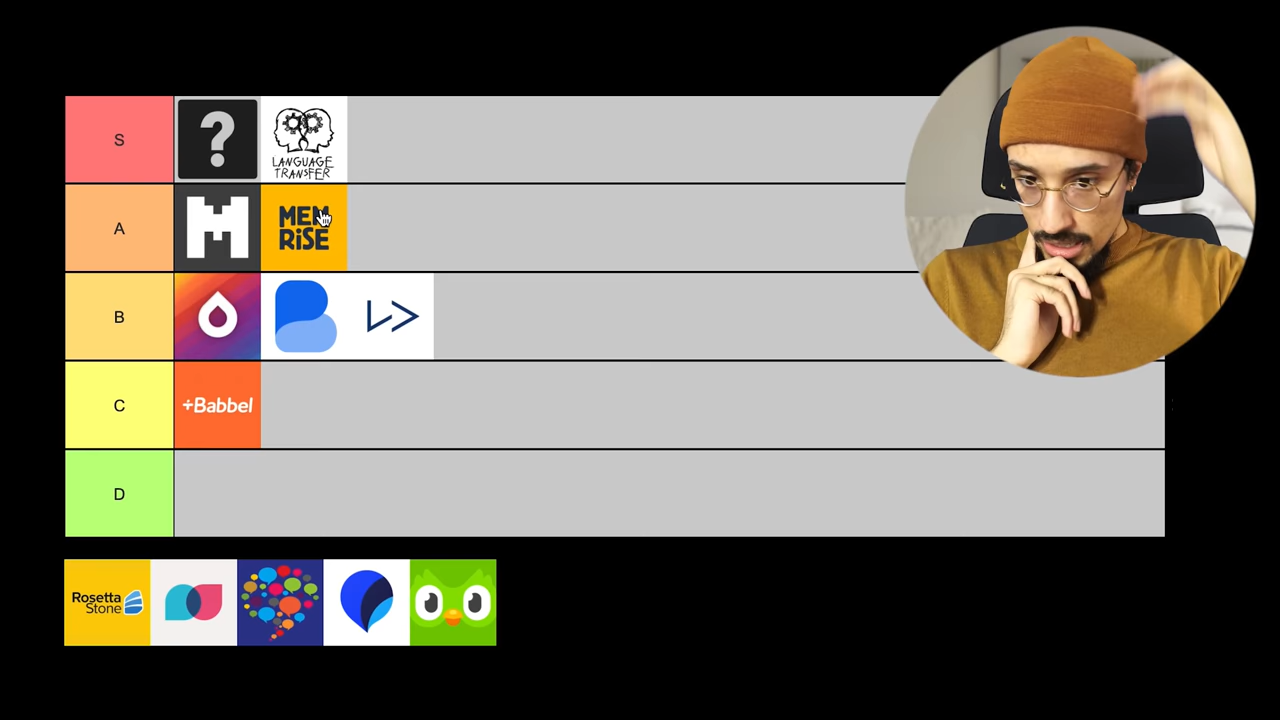 S
?
LANGUAGE
TRANSFER
A
M
MEM
RiSE
B
C
+Babbel
D
Rosetta
Stone